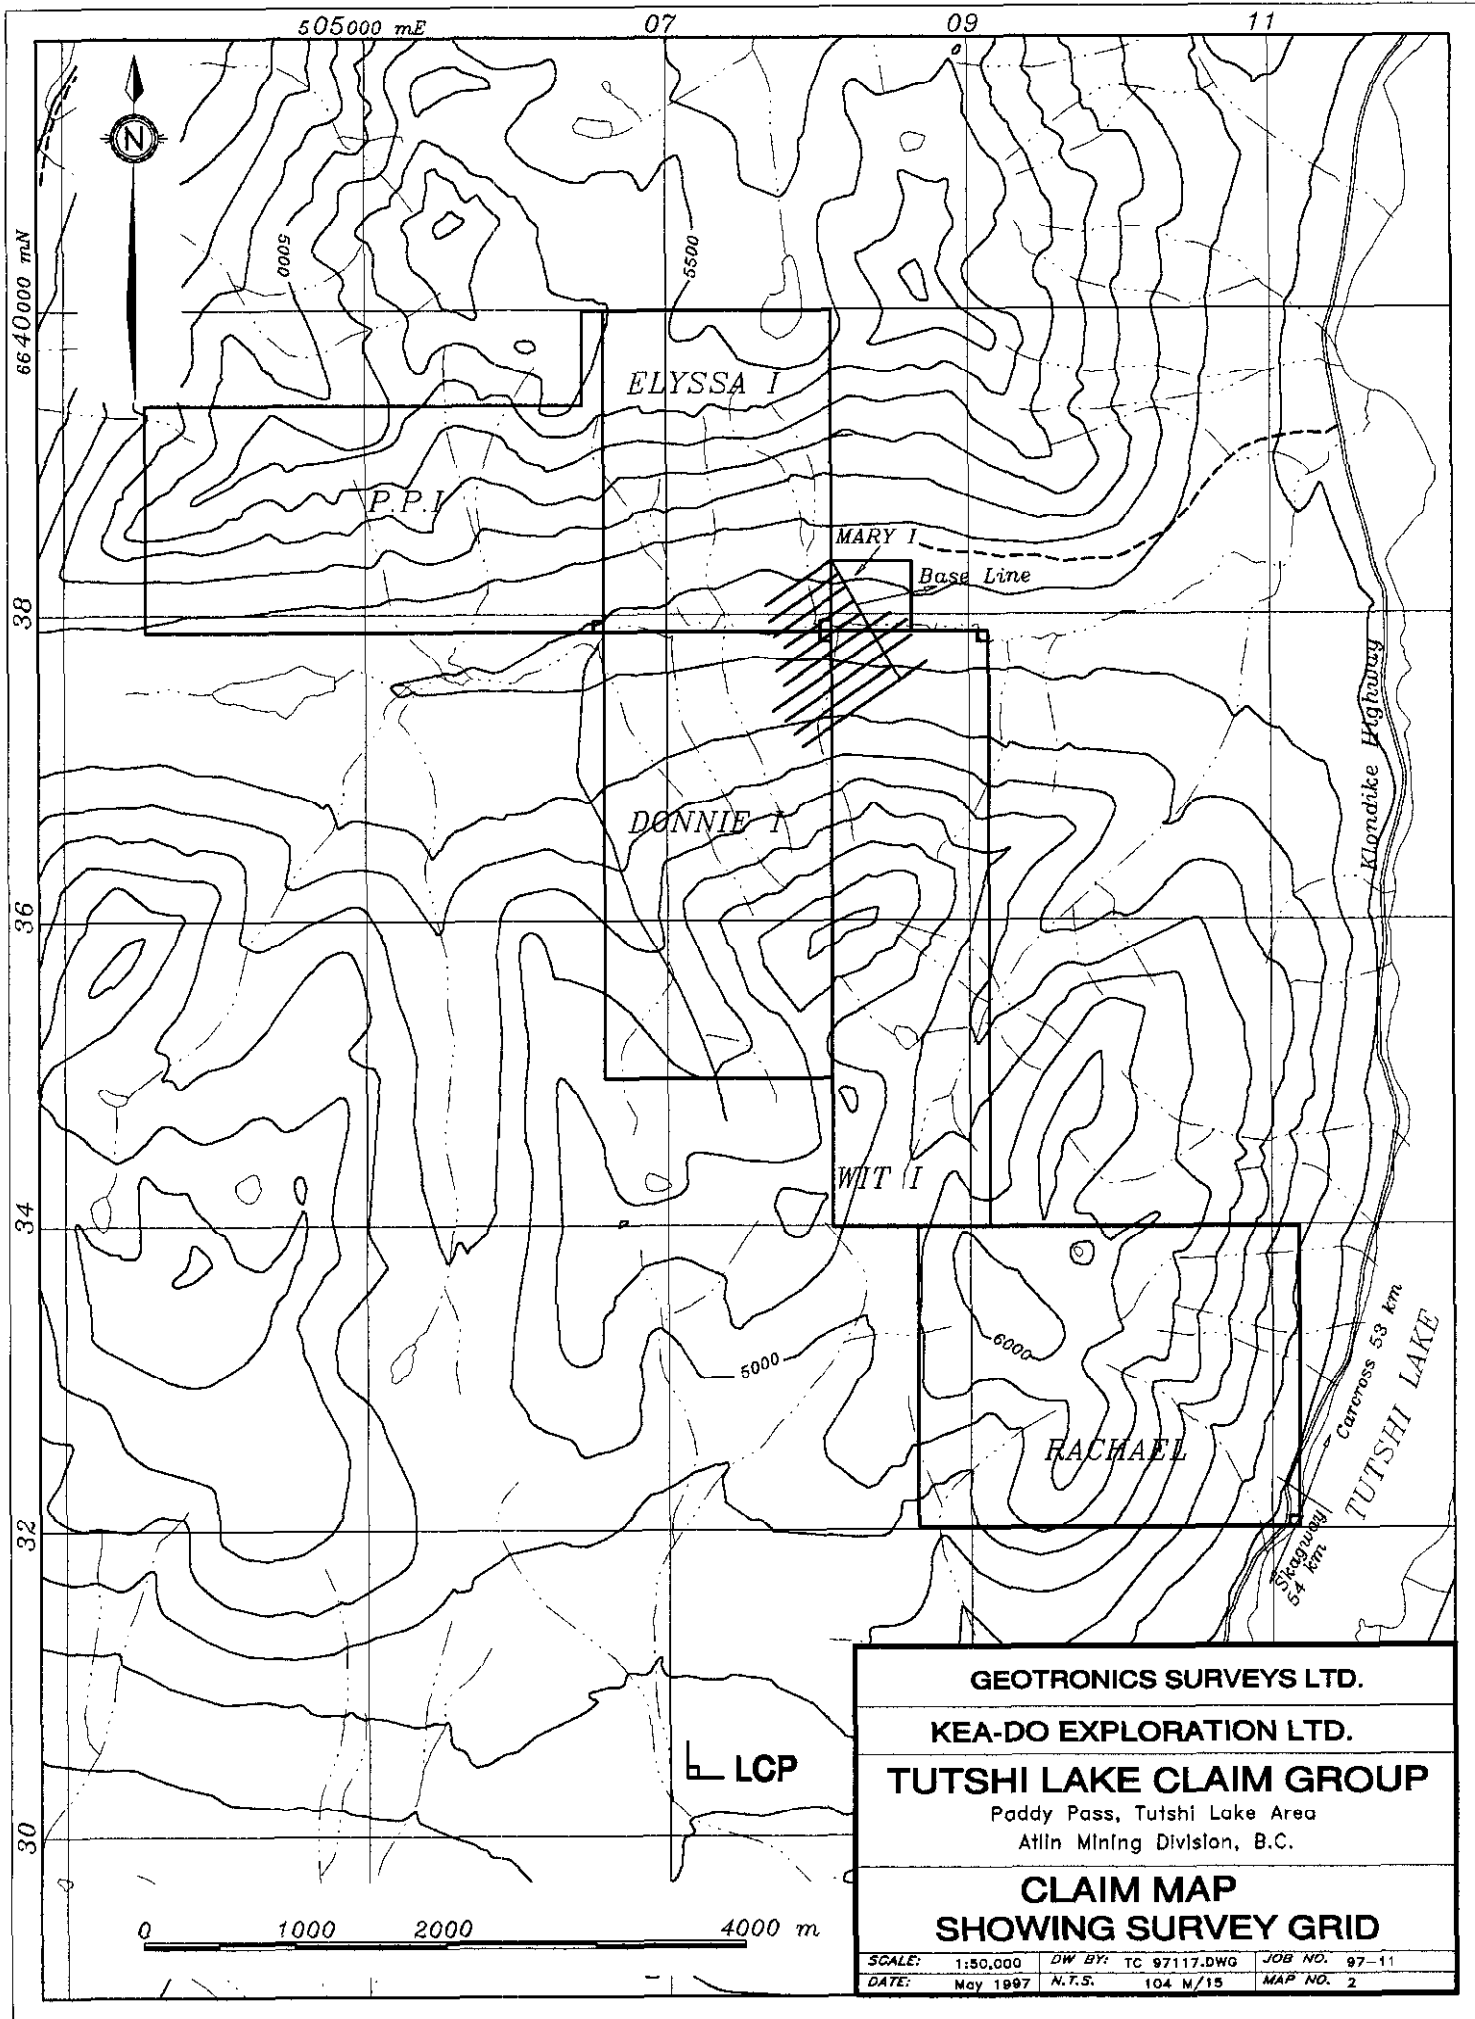 505000 mE 07 09 11
N
6640000 mN
5000
5500
ELYSSA I
P.P.I
MARY I
Base Line
38
Klondike Highway
DONNIE I
36
WIT I
34
6000
5000
Carcross 53 km
TUTSHI LAKE
RACHAEL
32
Skagway
54 km
LCP
30
0 1000 2000 4000 m
GEOTRONICS SURVEYS LTD.
KEA-DO EXPLORATION LTD.
TUTSHI LAKE CLAIM GROUP
Paddy Pass, Tutshi Lake Area
Atlin Mining Division, B.C.
CLAIM MAP
SHOWING SURVEY GRID
SCALE: 1:50,000 DW BY: TC 97117.DWG JOB NO. 97-11
DATE: May 1997 N.T.S. 104 M/15 MAP NO. 2